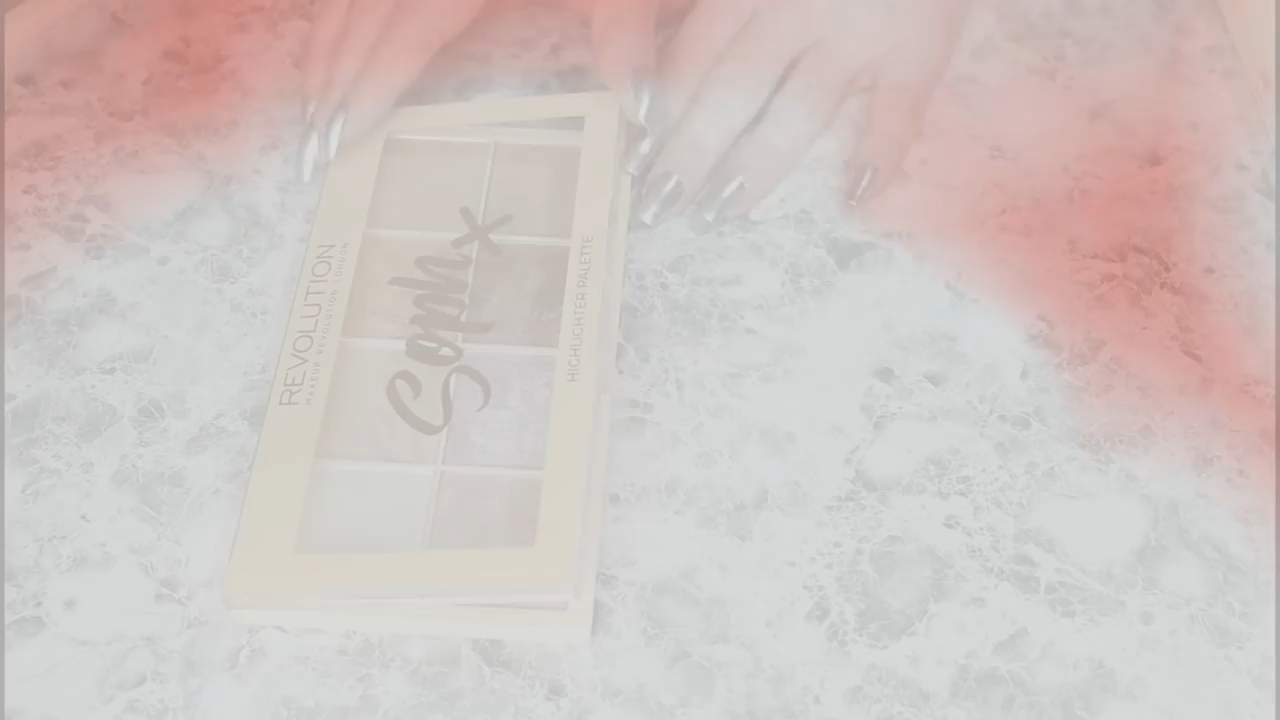 REVOLUTION
MAKEUP REVOLUTION LONDON
Soph x
HIGHLIGHTER PALETTE